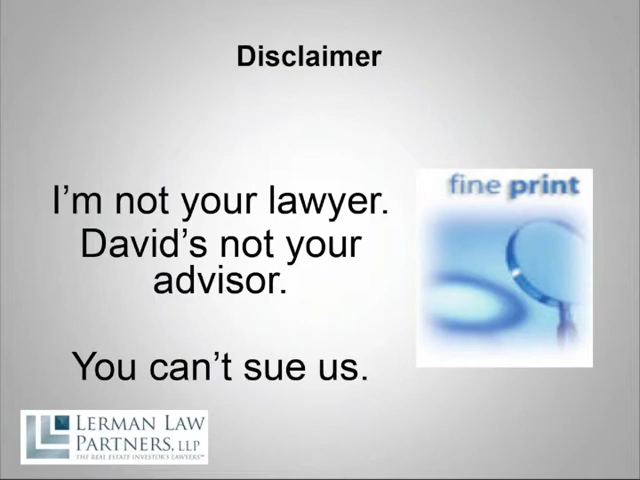 Disclaimer
fine print
I'm not your lawyer.
David's not your
advisor.
You can't sue us.
LERMAN LAW
PARTNERS, LLP
THE REAL ESTATE INVESTOR'S LAWYERS℠